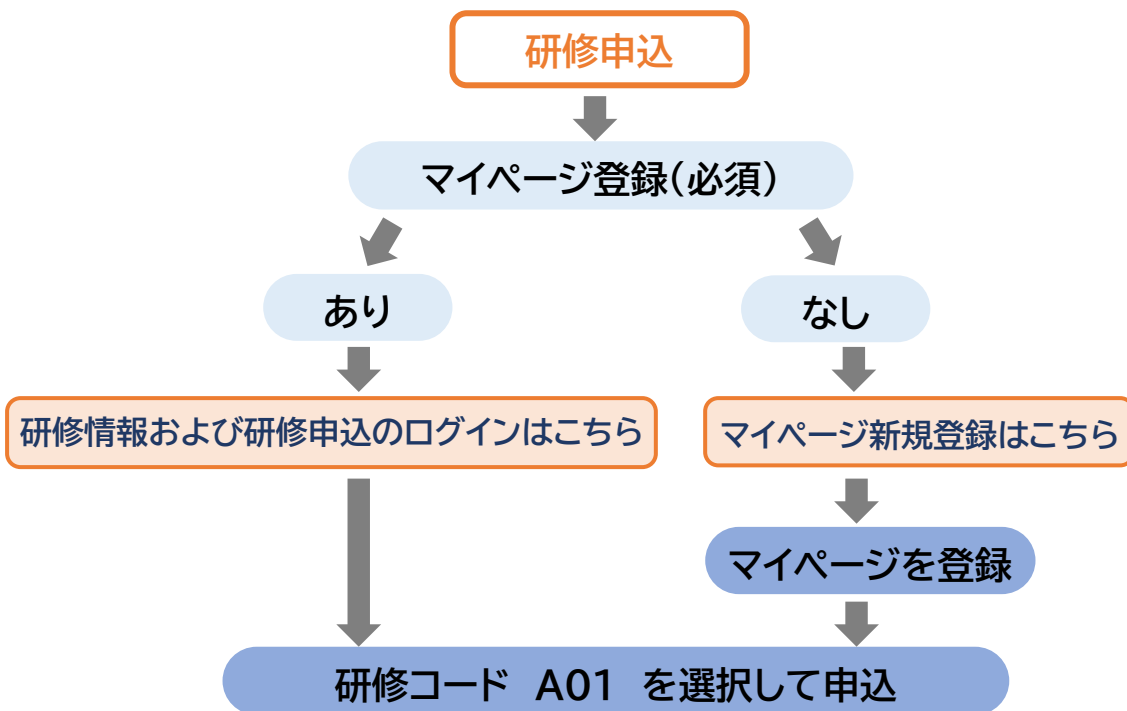 研修申込
マイページ登録(必須)
あり
なし
研修情報および研修申込のログインはこちら
マイページ新規登録はこちら
マイページを登録
研修コード A01 を選択して申込